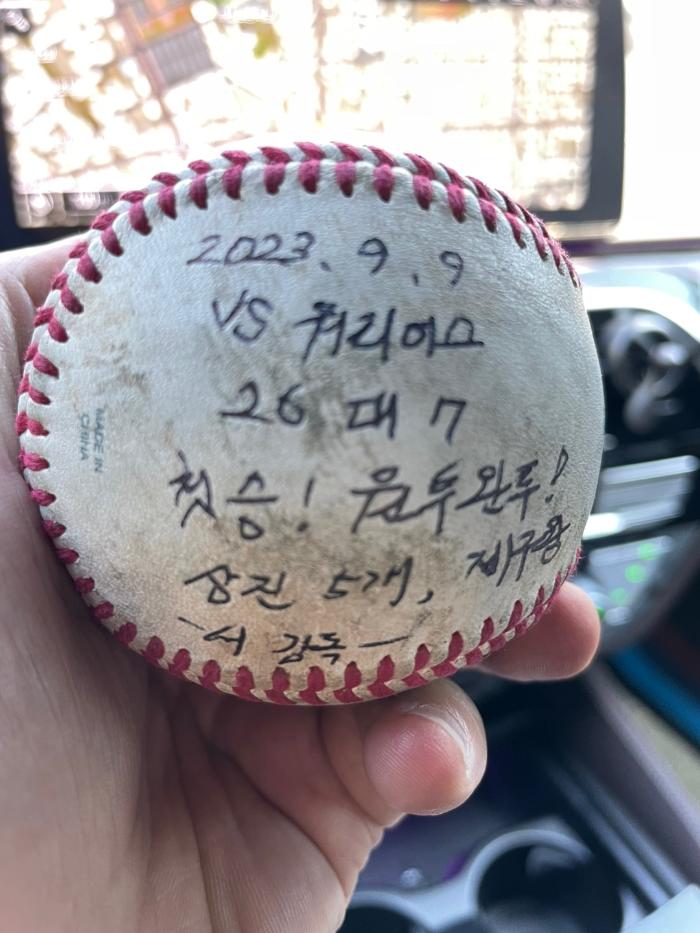 2023. 9. 9
VS 워리어스
26 대 7
첫승! 완투완투!
삼진 5개, 제구왕
-서 감독-
MADE IN
CHINA